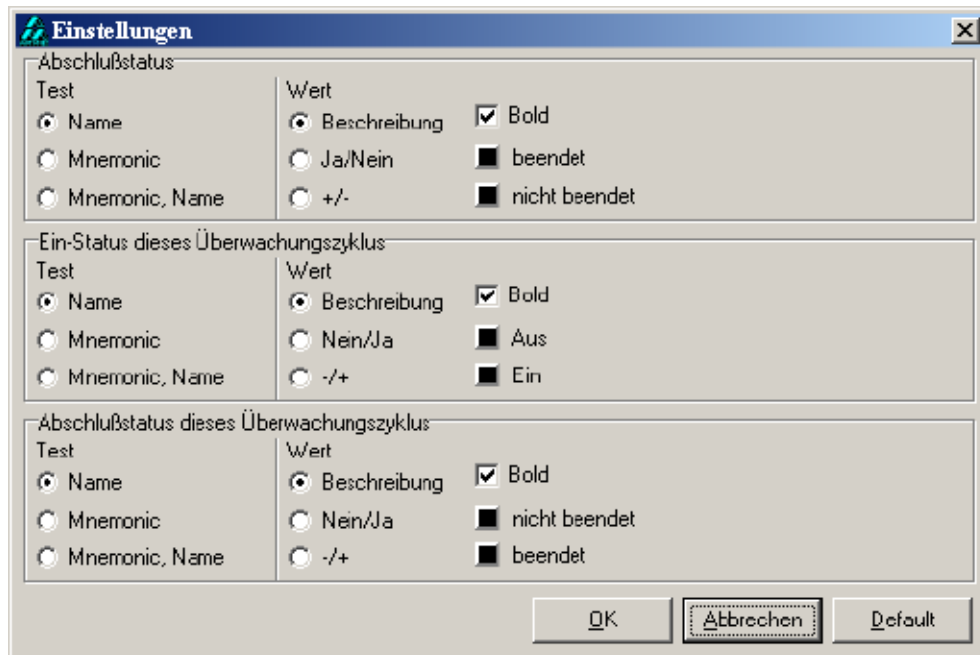 Einstellungen
Abschlußstatus
Test
Name
Mnemonic
Mnemonic, Name
Wert
Beschreibung
Ja/Nein
+/-
Bold
beendet
nicht beendet
Ein-Status dieses Überwachungszyklus
Test
Name
Mnemonic
Mnemonic, Name
Wert
Beschreibung
Nein/Ja
-/+
Bold
Aus
Ein
Abschlußstatus dieses Überwachungszyklus
Test
Name
Mnemonic
Mnemonic, Name
Wert
Beschreibung
Nein/Ja
-/+
Bold
nicht beendet
beendet
OK
Abbrechen
Default